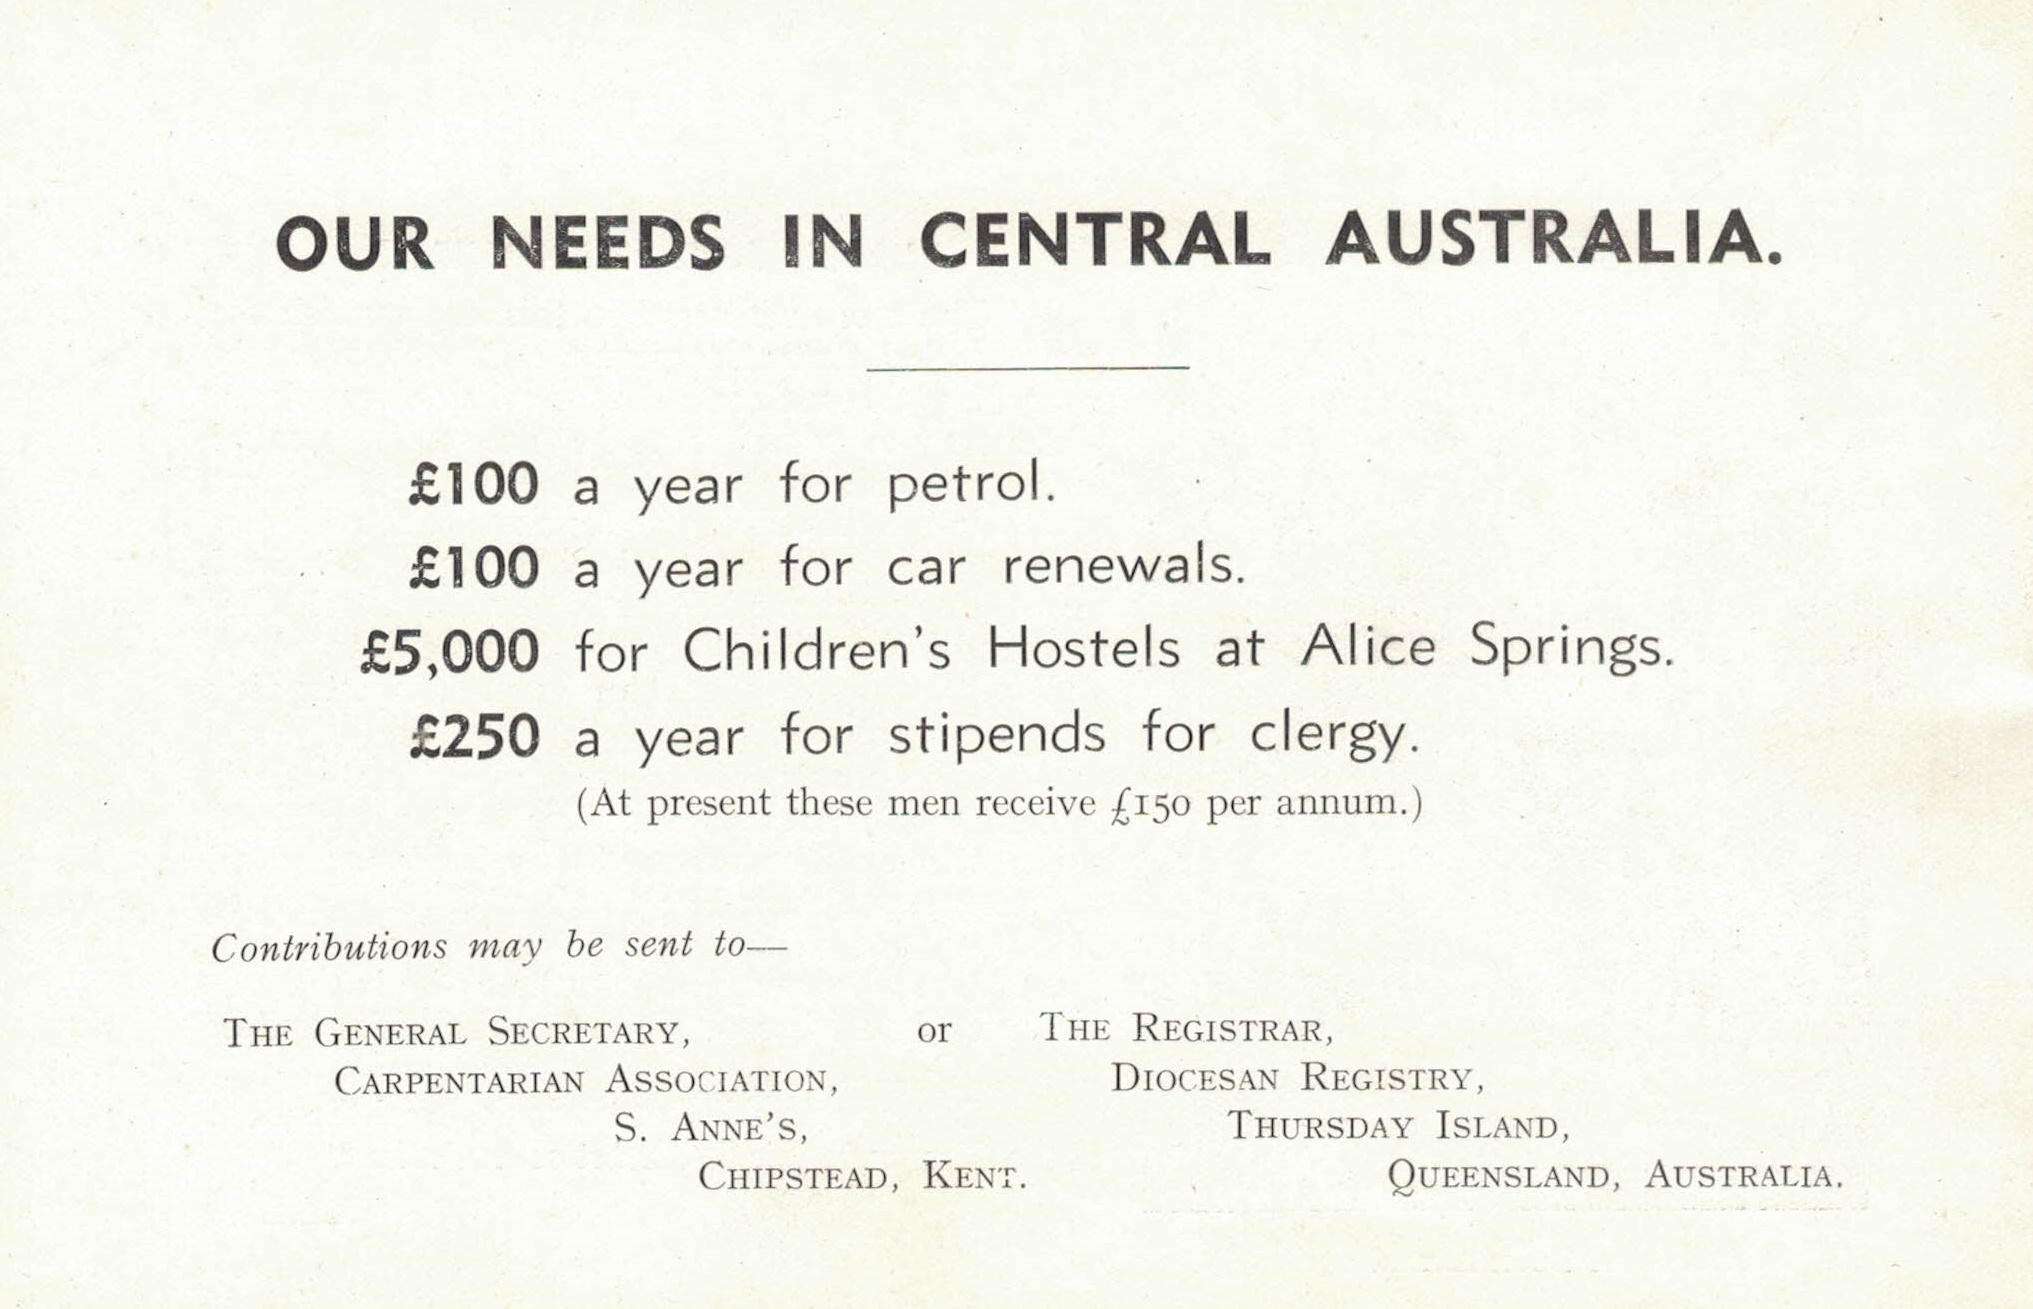 OUR NEEDS IN CENTRAL AUSTRALIA.
£100 a year for petrol.
£100 a year for car renewals.
£5,000 for Children's Hostels at Alice Springs.
£250 a year for stipends for clergy.
(At present these men receive £150 per annum.)
Contributions may be sent to—
THE GENERAL SECRETARY,
CARPENTARIAN ASSOCIATION,
S. ANNE'S,
CHIPSTEAD, KENT.
or
THE REGISTRAR,
DIOCESAN REGISTRY,
THURSDAY ISLAND,
QUEENSLAND, AUSTRALIA.